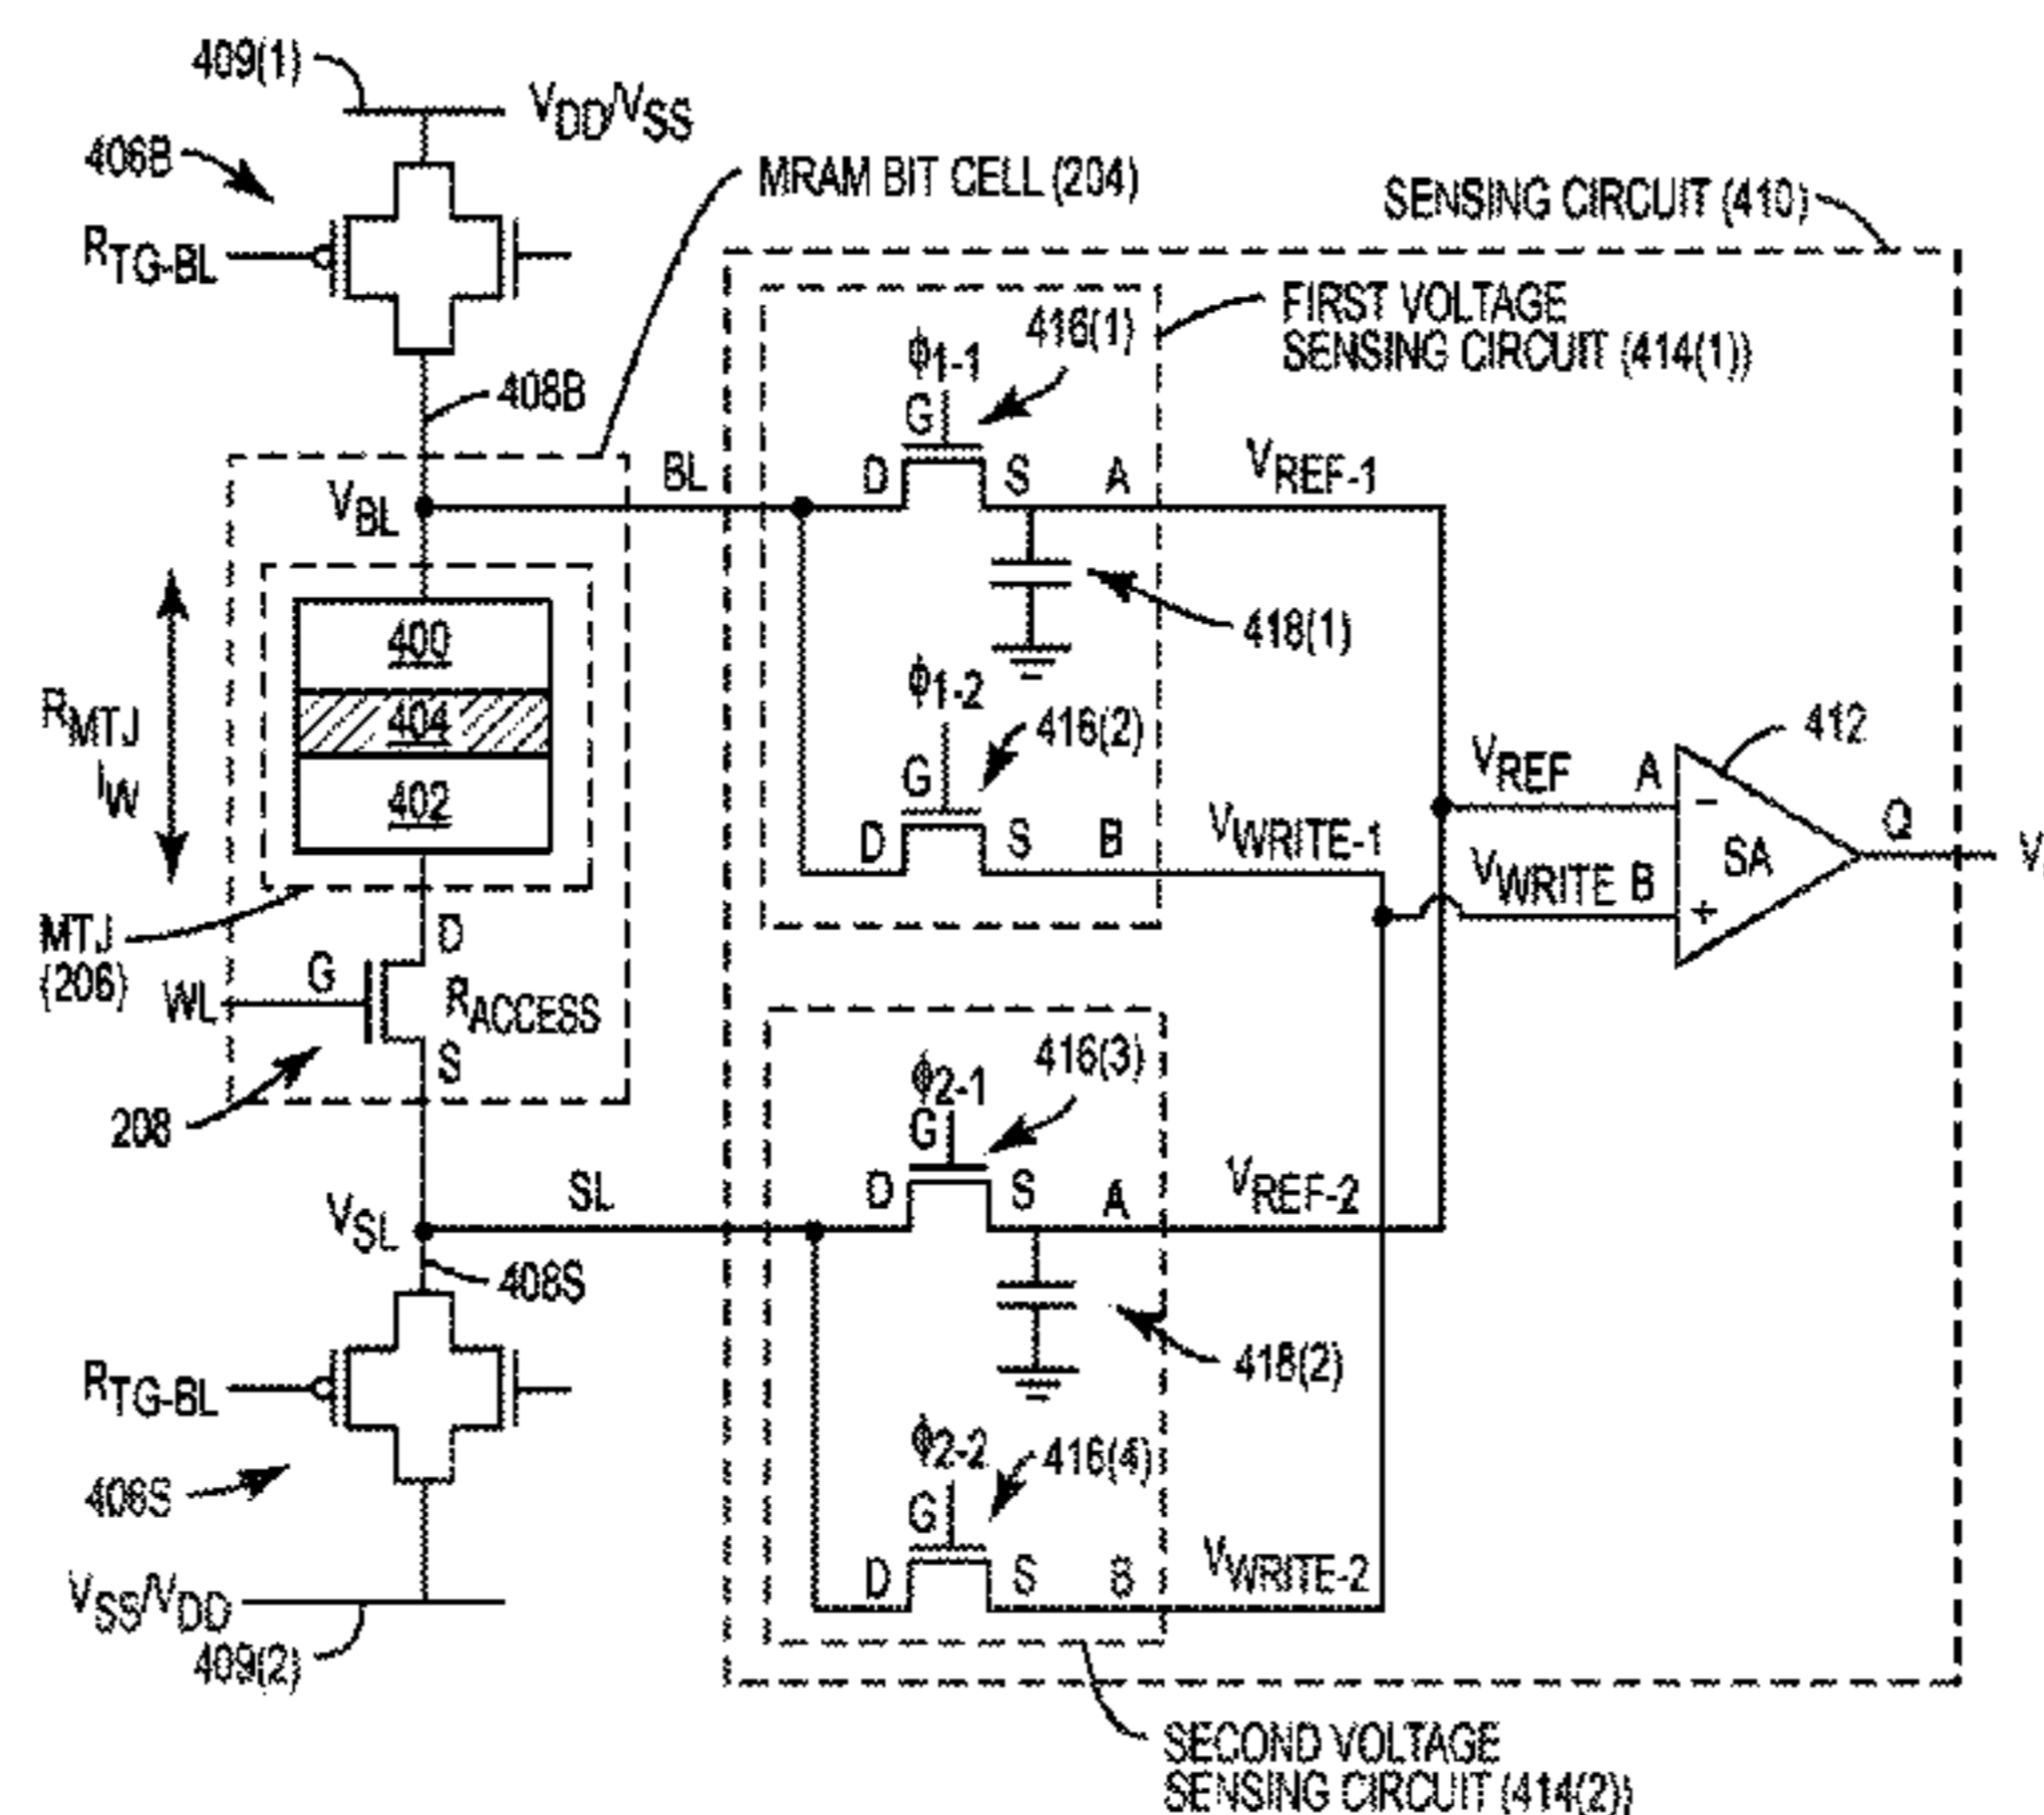 409(1)
VDD/VSS
406B
MRAM BIT CELL (204)
SENSING CIRCUIT (410)
RTG-BL
FIRST VOLTAGE
SENSING CIRCUIT (414(1))
ϕ1-1
416(1)
408B
G
BL
D
S
A
VREF-1
VBL
400
418(1)
ϕ1-2
RMTJ
404
416(2)
412
IW
G
VREF
A
402
−
Q
D
S
B
VWRITE-1
SA
V
VWRITE
B
+
MTJ
(206)
D
G
WL
RACCESS
S
ϕ2-1
416(3)
208
G
SL
D
S
A
VREF-2
VSL
408S
RTG-BL
418(2)
ϕ2-2
416(4)
406S
G
D
S
B
VWRITE-2
VSS/VDD
409(2)
SECOND VOLTAGE
SENSING CIRCUIT (414(2))